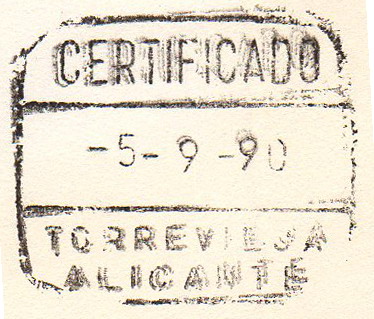 CERTIFICADO
-5-9-90
TORREVIEJA
ALICANTE